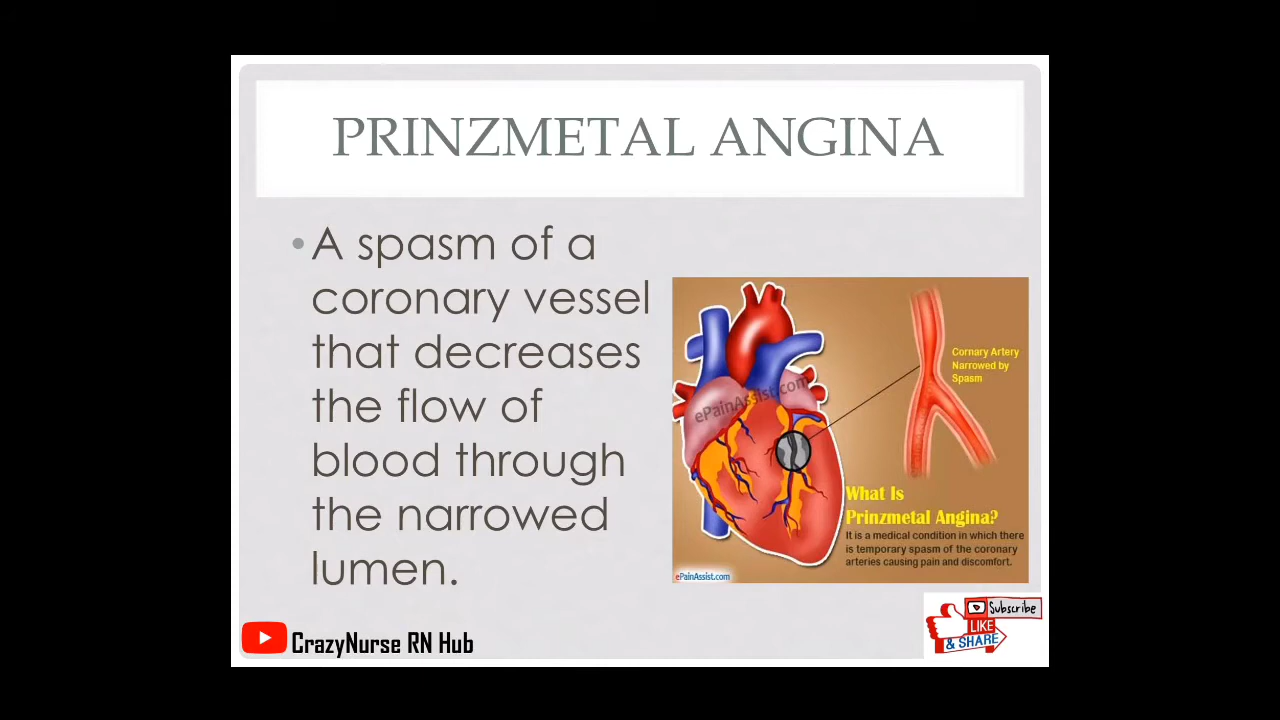 PRINZMETAL ANGINA
• A spasm of a
coronary vessel
that decreases
the flow of
blood through
the narrowed
lumen.
ePainAssist.com
Cornary Artery
Narrowed by
Spasm
What Is
Prinzmetal Angina?
It is a medical condition in which there
is temporary spasm of the coronary
arteries causing pain and discomfort.
ePainAssist.com
CrazyNurse RN Hub
Subscribe
LIKE
& SHARE